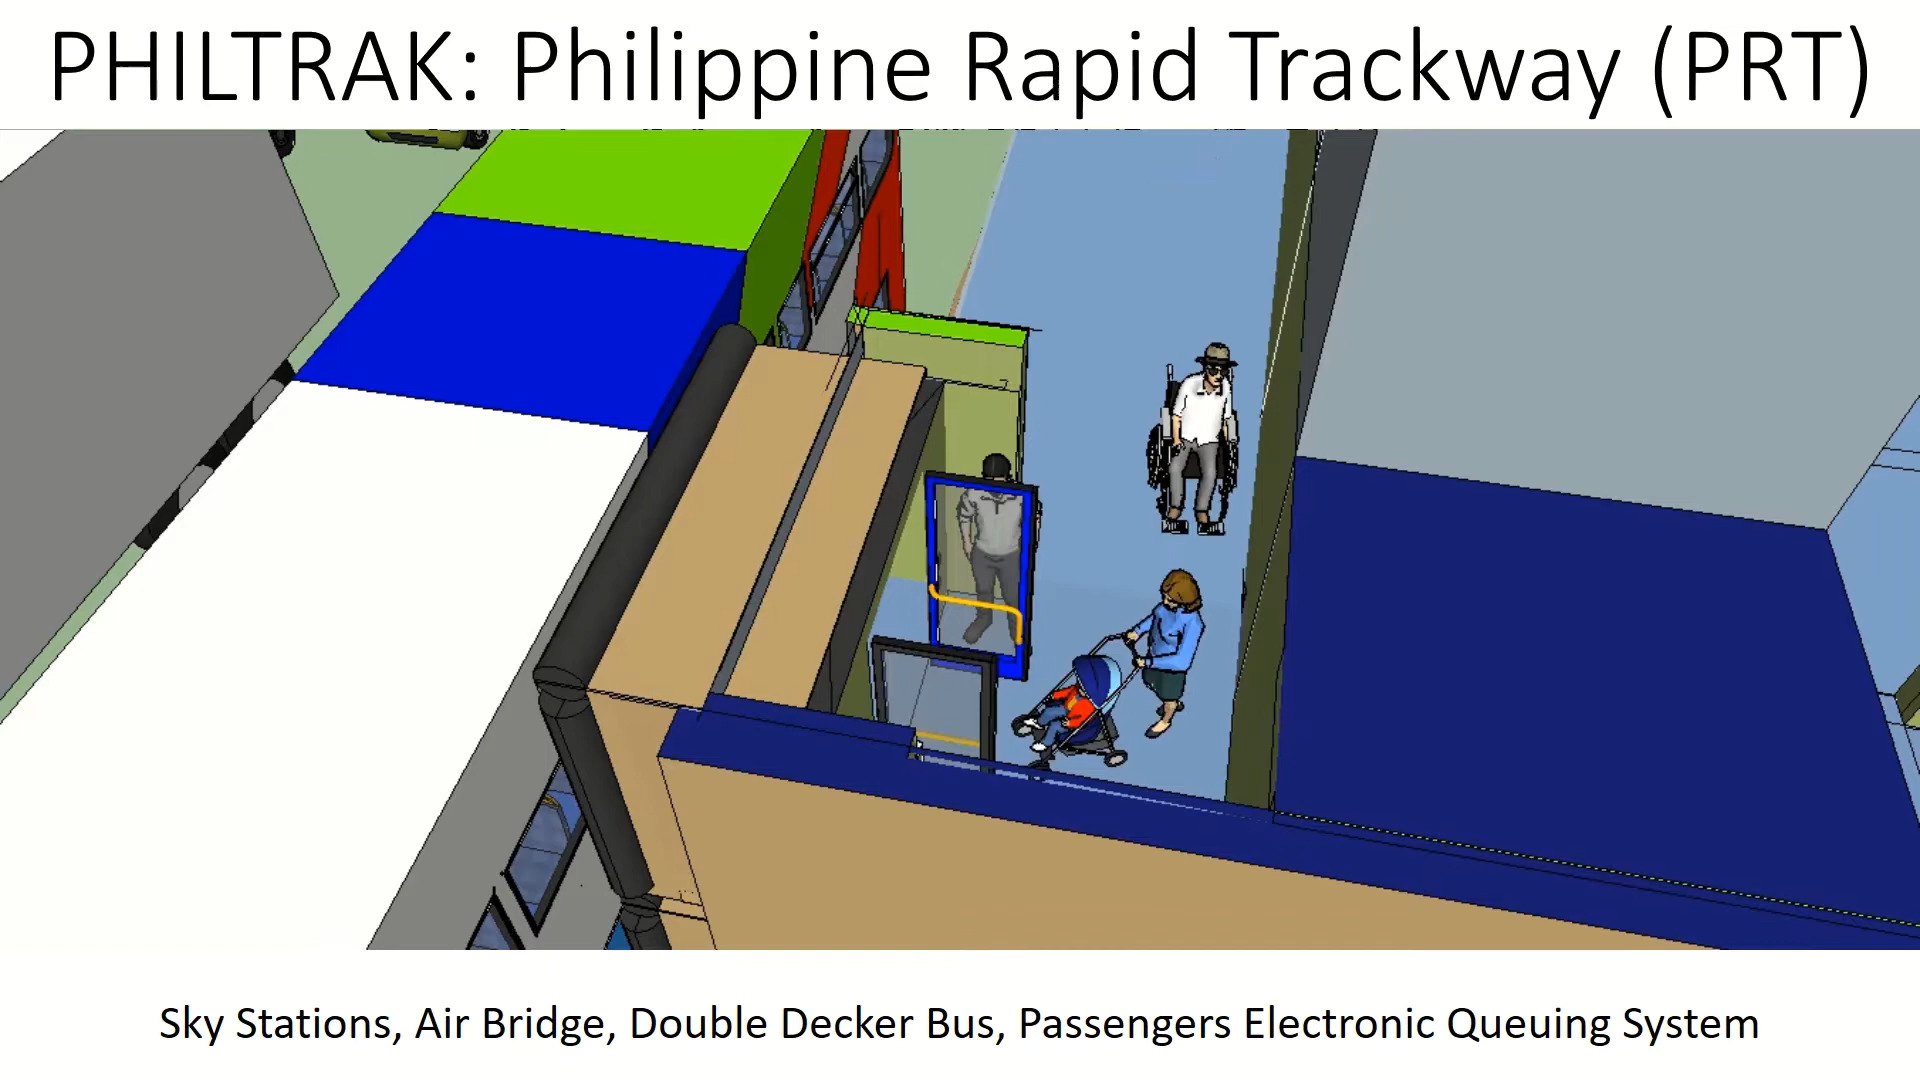 PHILTRAK: Philippine Rapid Trackway (PRT)
Sky Stations, Air Bridge, Double Decker Bus, Passengers Electronic Queuing System